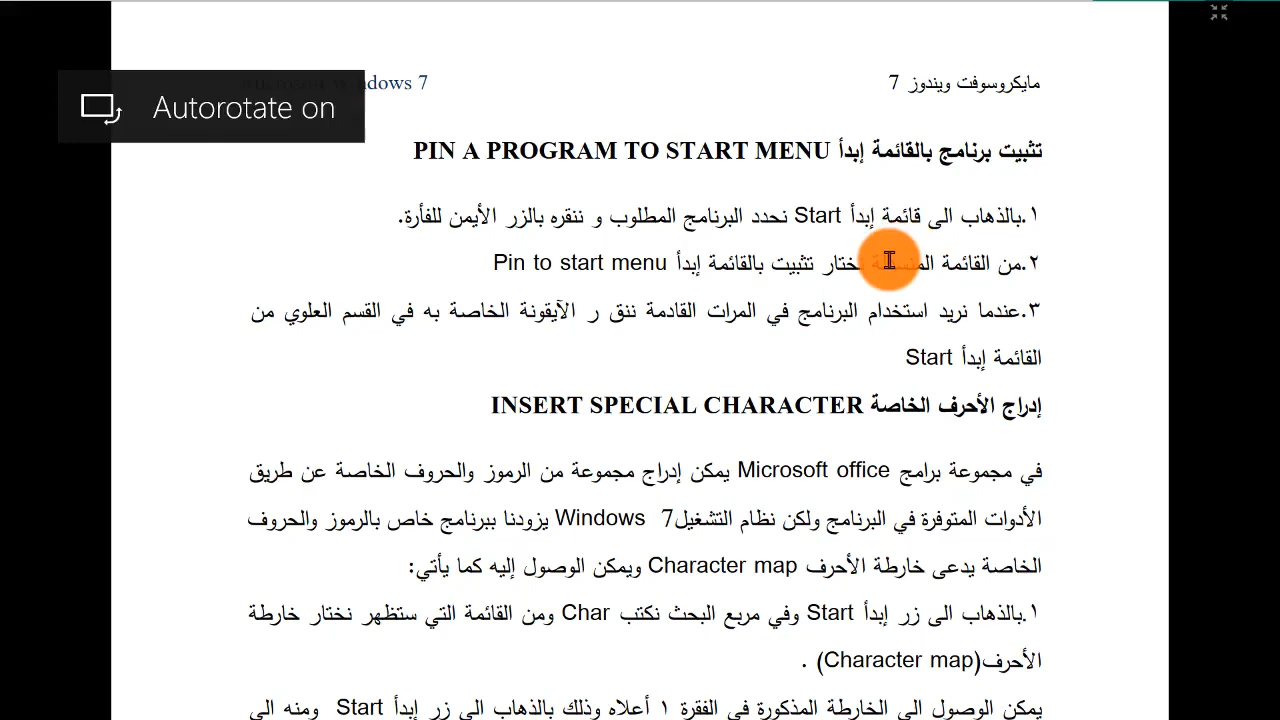 مايكروسوفت ويندوز 7
ndows 7
Autorotate on
تثبيت برنامج بالقائمة إبدأ PIN A PROGRAM TO START MENU
١.بالذهاب الى قائمة إبدأ Start نحدد البرنامج المطلوب و ننقره بالزر الأيمن للفأرة.
٢.من القائمة نختار تثبيت بالقائمة إبدأ Pin to start menu
٣.عندما نريد استخدام البرنامج في المرات القادمة ننق ر الآيقونة الخاصة به في القسم العلوي من
القائمة إبدأ Start
إدراج الأحرف الخاصة INSERT SPECIAL CHARACTER
في مجموعة برامج Microsoft office يمكن إدراج مجموعة من الرموز والحروف الخاصة عن طريق
الأدوات المتوفرة في البرنامج ولكن نظام التشغيل7 Windows يزودنا ببرنامج خاص بالرموز والحروف
الخاصة يدعى خارطة الأحرف Character map ويمكن الوصول إليه كما يأتي:
١.بالذهاب الى زر إبدأ Start وفي مربع البحث نكتب Char ومن القائمة التي ستظهر نختار خارطة
الأحرف(Character map) .
يمكن الوصول الى الخارطة المذكورة في الفقرة ١ أعلاه وذلك بالذهاب الى زر إبدأ Start ومنه الى